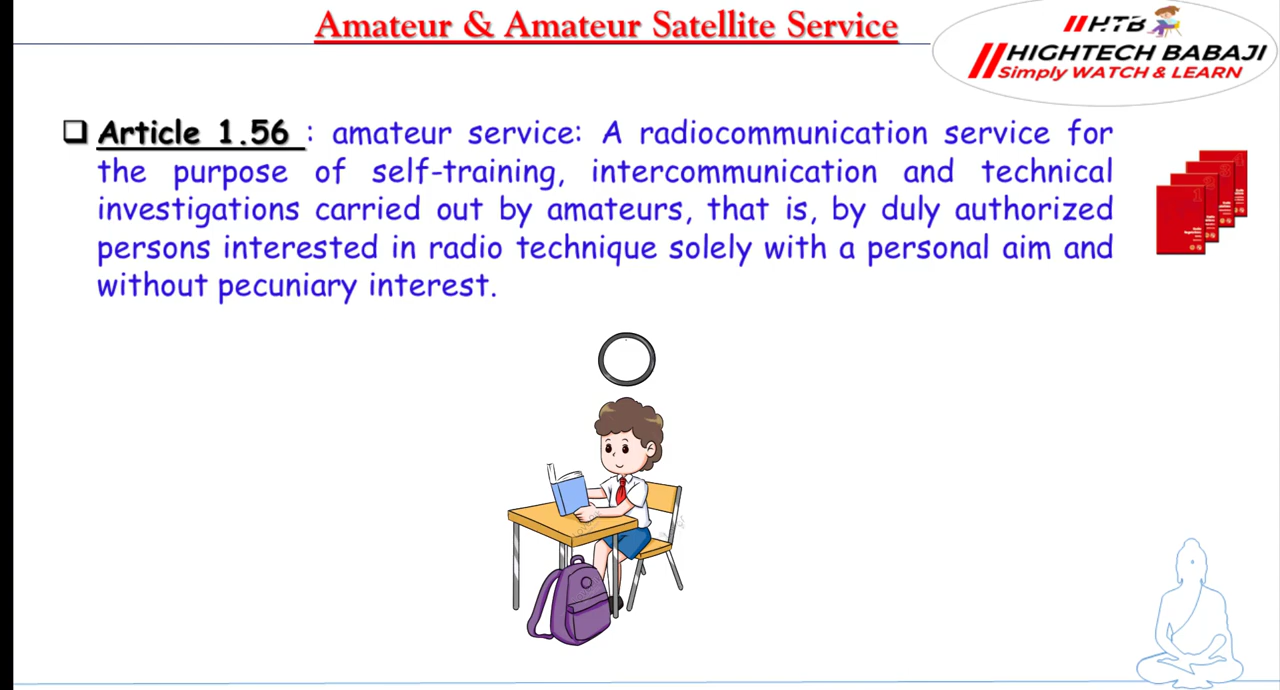 Amateur & Amateur Satellite Service
HTB
HIGHTECH BABAJI
Simply WATCH & LEARN
Article 1.56 : amateur service: A radiocommunication service for
the purpose of self-training, intercommunication and technical
investigations carried out by amateurs, that is, by duly authorized
persons interested in radio technique solely with a personal aim and
without pecuniary interest.